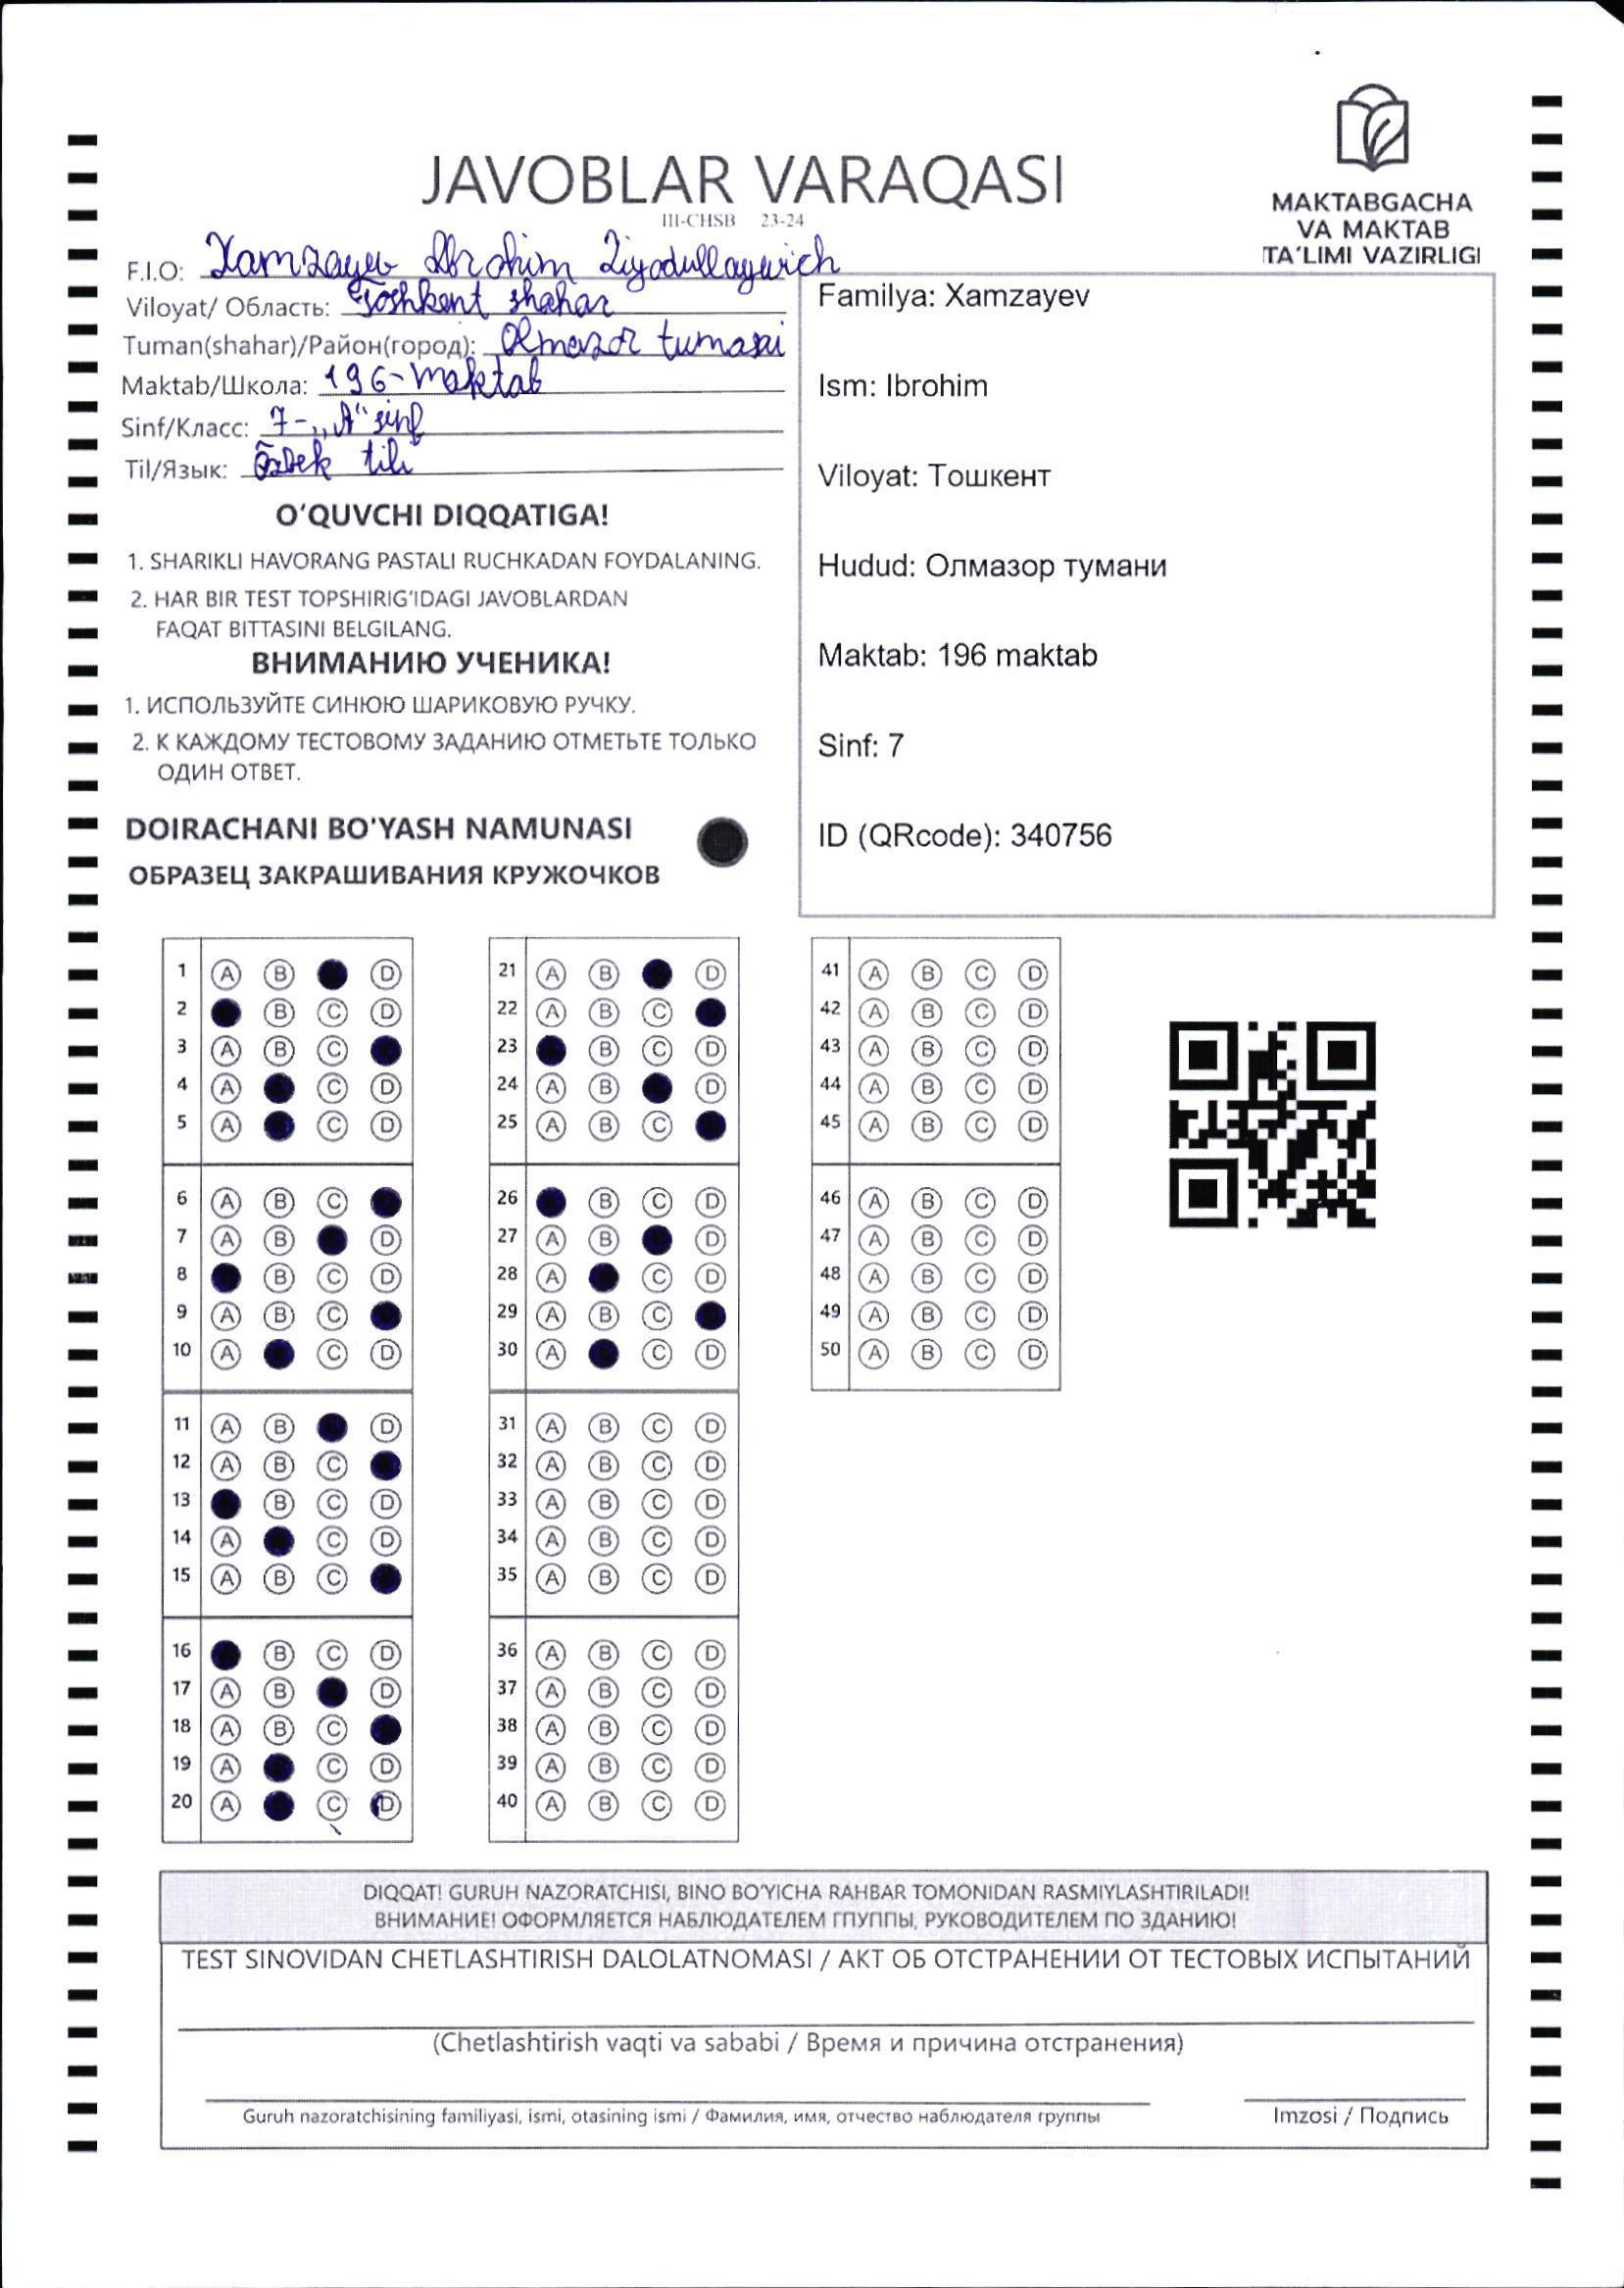 JAVOBLAR VARAQASI
III-CHSB 23-24
MAKTABGACHA
VA MAKTAB
TA'LIMI VAZIRLIGI
F.I.O: Xamzayev Ibrohim Ziyodullayevich
Viloyat/ Область: Toshkent shahar
Tuman(shahar)/Район(город): Olmazor tumani
Maktab/Школа: 196-maktab
Sinf/Класс: 7-„A“ sinf
Til/Язык: Õzbek tili
O'QUVCHI DIQQATIGA!
1. SHARIKLI HAVORANG PASTALI RUCHKADAN FOYDALANING.
2. HAR BIR TEST TOPSHIRIG'IDAGI JAVOBLARDAN
FAQAT BITTASINI BELGILANG.
ВНИМАНИЮ УЧЕНИКА!
1. ИСПОЛЬЗУЙТЕ СИНЮЮ ШАРИКОВУЮ РУЧКУ.
2. К КАЖДОМУ ТЕСТОВОМУ ЗАДАНИЮ ОТМЕТЬТЕ ТОЛЬКО
ОДИН ОТВЕТ.
DOIRACHANI BO'YASH NAMUNASI
ОБРАЗЕЦ ЗАКРАШИВАНИЯ КРУЖОЧКОВ
Familya: Xamzayev
Ism: Ibrohim
Viloyat: Тошкент
Hudud: Олмазор тумани
Maktab: 196 maktab
Sinf: 7
ID (QRcode): 340756
1 A B D
2 B C D
3 A B C
4 A C D
5 A C D
6 A B C
7 A B D
8 B C D
9 A B C
10 A C D
11 A B D
12 A B C
13 B C D
14 A C D
15 A B C
16 B C D
17 A B D
18 A B C
19 A C D
20 A C D
21 A B D
22 A B C
23 B C D
24 A B D
25 A B C
26 B C D
27 A B D
28 A C D
29 A B C
30 A C D
31 A B C D
32 A B C D
33 A B C D
34 A B C D
35 A B C D
36 A B C D
37 A B C D
38 A B C D
39 A B C D
40 A B C D
41 A B C D
42 A B C D
43 A B C D
44 A B C D
45 A B C D
46 A B C D
47 A B C D
48 A B C D
49 A B C D
50 A B C D
DIQQAT! GURUH NAZORATCHISI, BINO BO'YICHA RAHBAR TOMONIDAN RASMIYLASHTIRILADI!
ВНИМАНИЕ! ОФОРМЛЯЕТСЯ НАБЛЮДАТЕЛЕМ ГПУППЫ, РУКОВОДИТЕЛЕМ ПО ЗДАНИЮ!
TEST SINOVIDAN CHETLASHTIRISH DALOLATNOMASI / АКТ ОБ ОТСТРАНЕНИИ ОТ ТЕСТОВЫХ ИСПЫТАНИЙ
(Chetlashtirish vaqti va sababi / Время и причина отстранения)
Guruh nazoratchisining familiyasi, ismi, otasining ismi / Фамилия, имя, отчество наблюдателя группы
Imzosi / Подпись